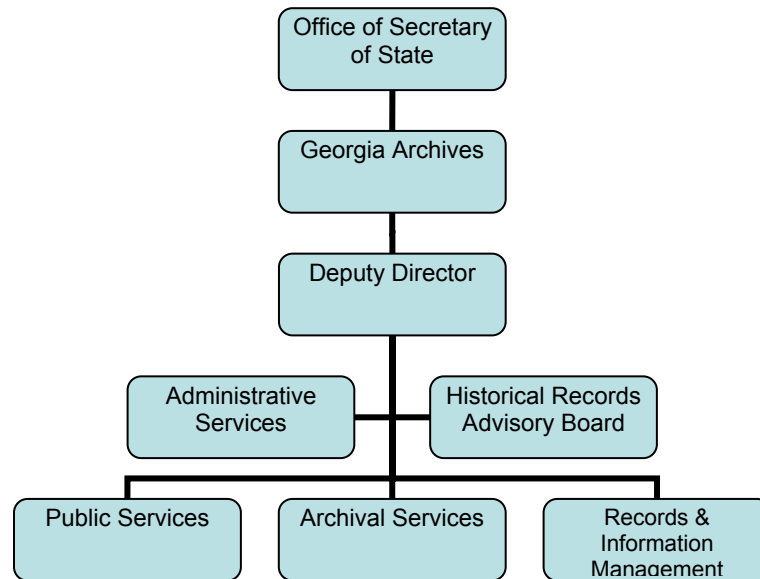 Office of Secretary
of State
Georgia Archives
Deputy Director
Administrative
Services
Historical Records
Advisory Board
Public Services
Archival Services
Records &
Information
Management